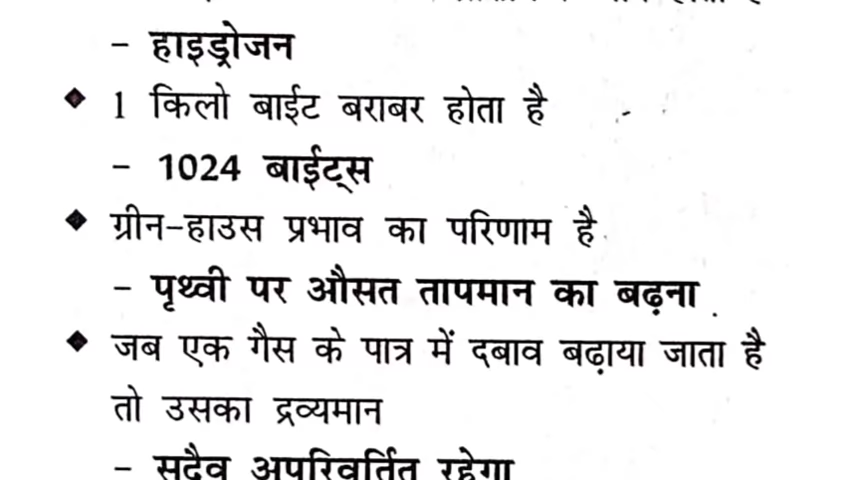 – हाइड्रोजन
◆ 1 किलो बाईट बराबर होता है
– 1024 बाईट्स
◆ ग्रीन-हाउस प्रभाव का परिणाम है
– पृथ्वी पर औसत तापमान का बढ़ना
◆ जब एक गैस के पात्र में दबाव बढ़ाया जाता है
तो उसका द्रव्यमान
– सदैव अपरिवर्तित रहेगा